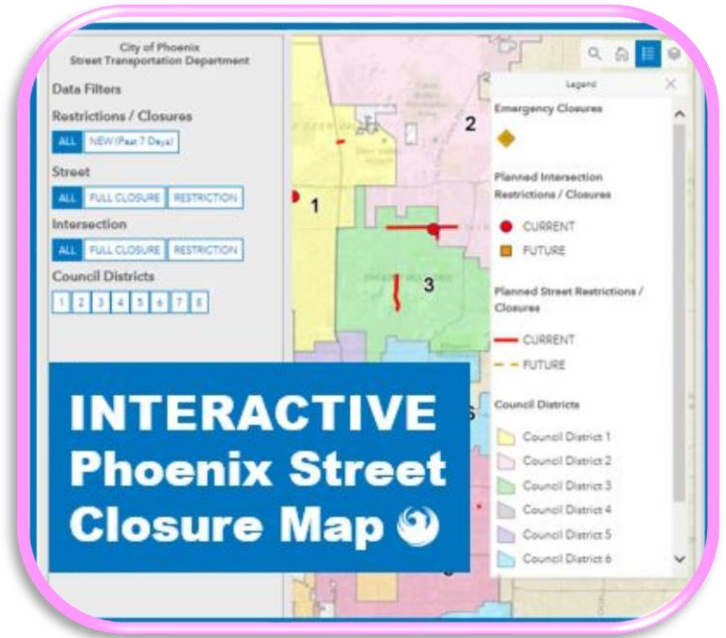 City of Phoenix
Street Transportation Department
Data Filters
Restrictions / Closures
ALL NEW (Past 7 Days)
Street
ALL FULL CLOSURE RESTRICTION
Intersection
ALL FULL CLOSURE RESTRICTION
Council Districts
1 2 3 4 5 6 7 8
2
1
3
Legend
Emergency Closures
Planned Intersection
Restrictions / Closures
CURRENT
FUTURE
Planned Street Restrictions /
Closures
CURRENT
FUTURE
Council Districts
Council District 1
Council District 2
Council District 3
Council District 4
Council District 5
Council District 6
INTERACTIVE
Phoenix Street
Closure Map